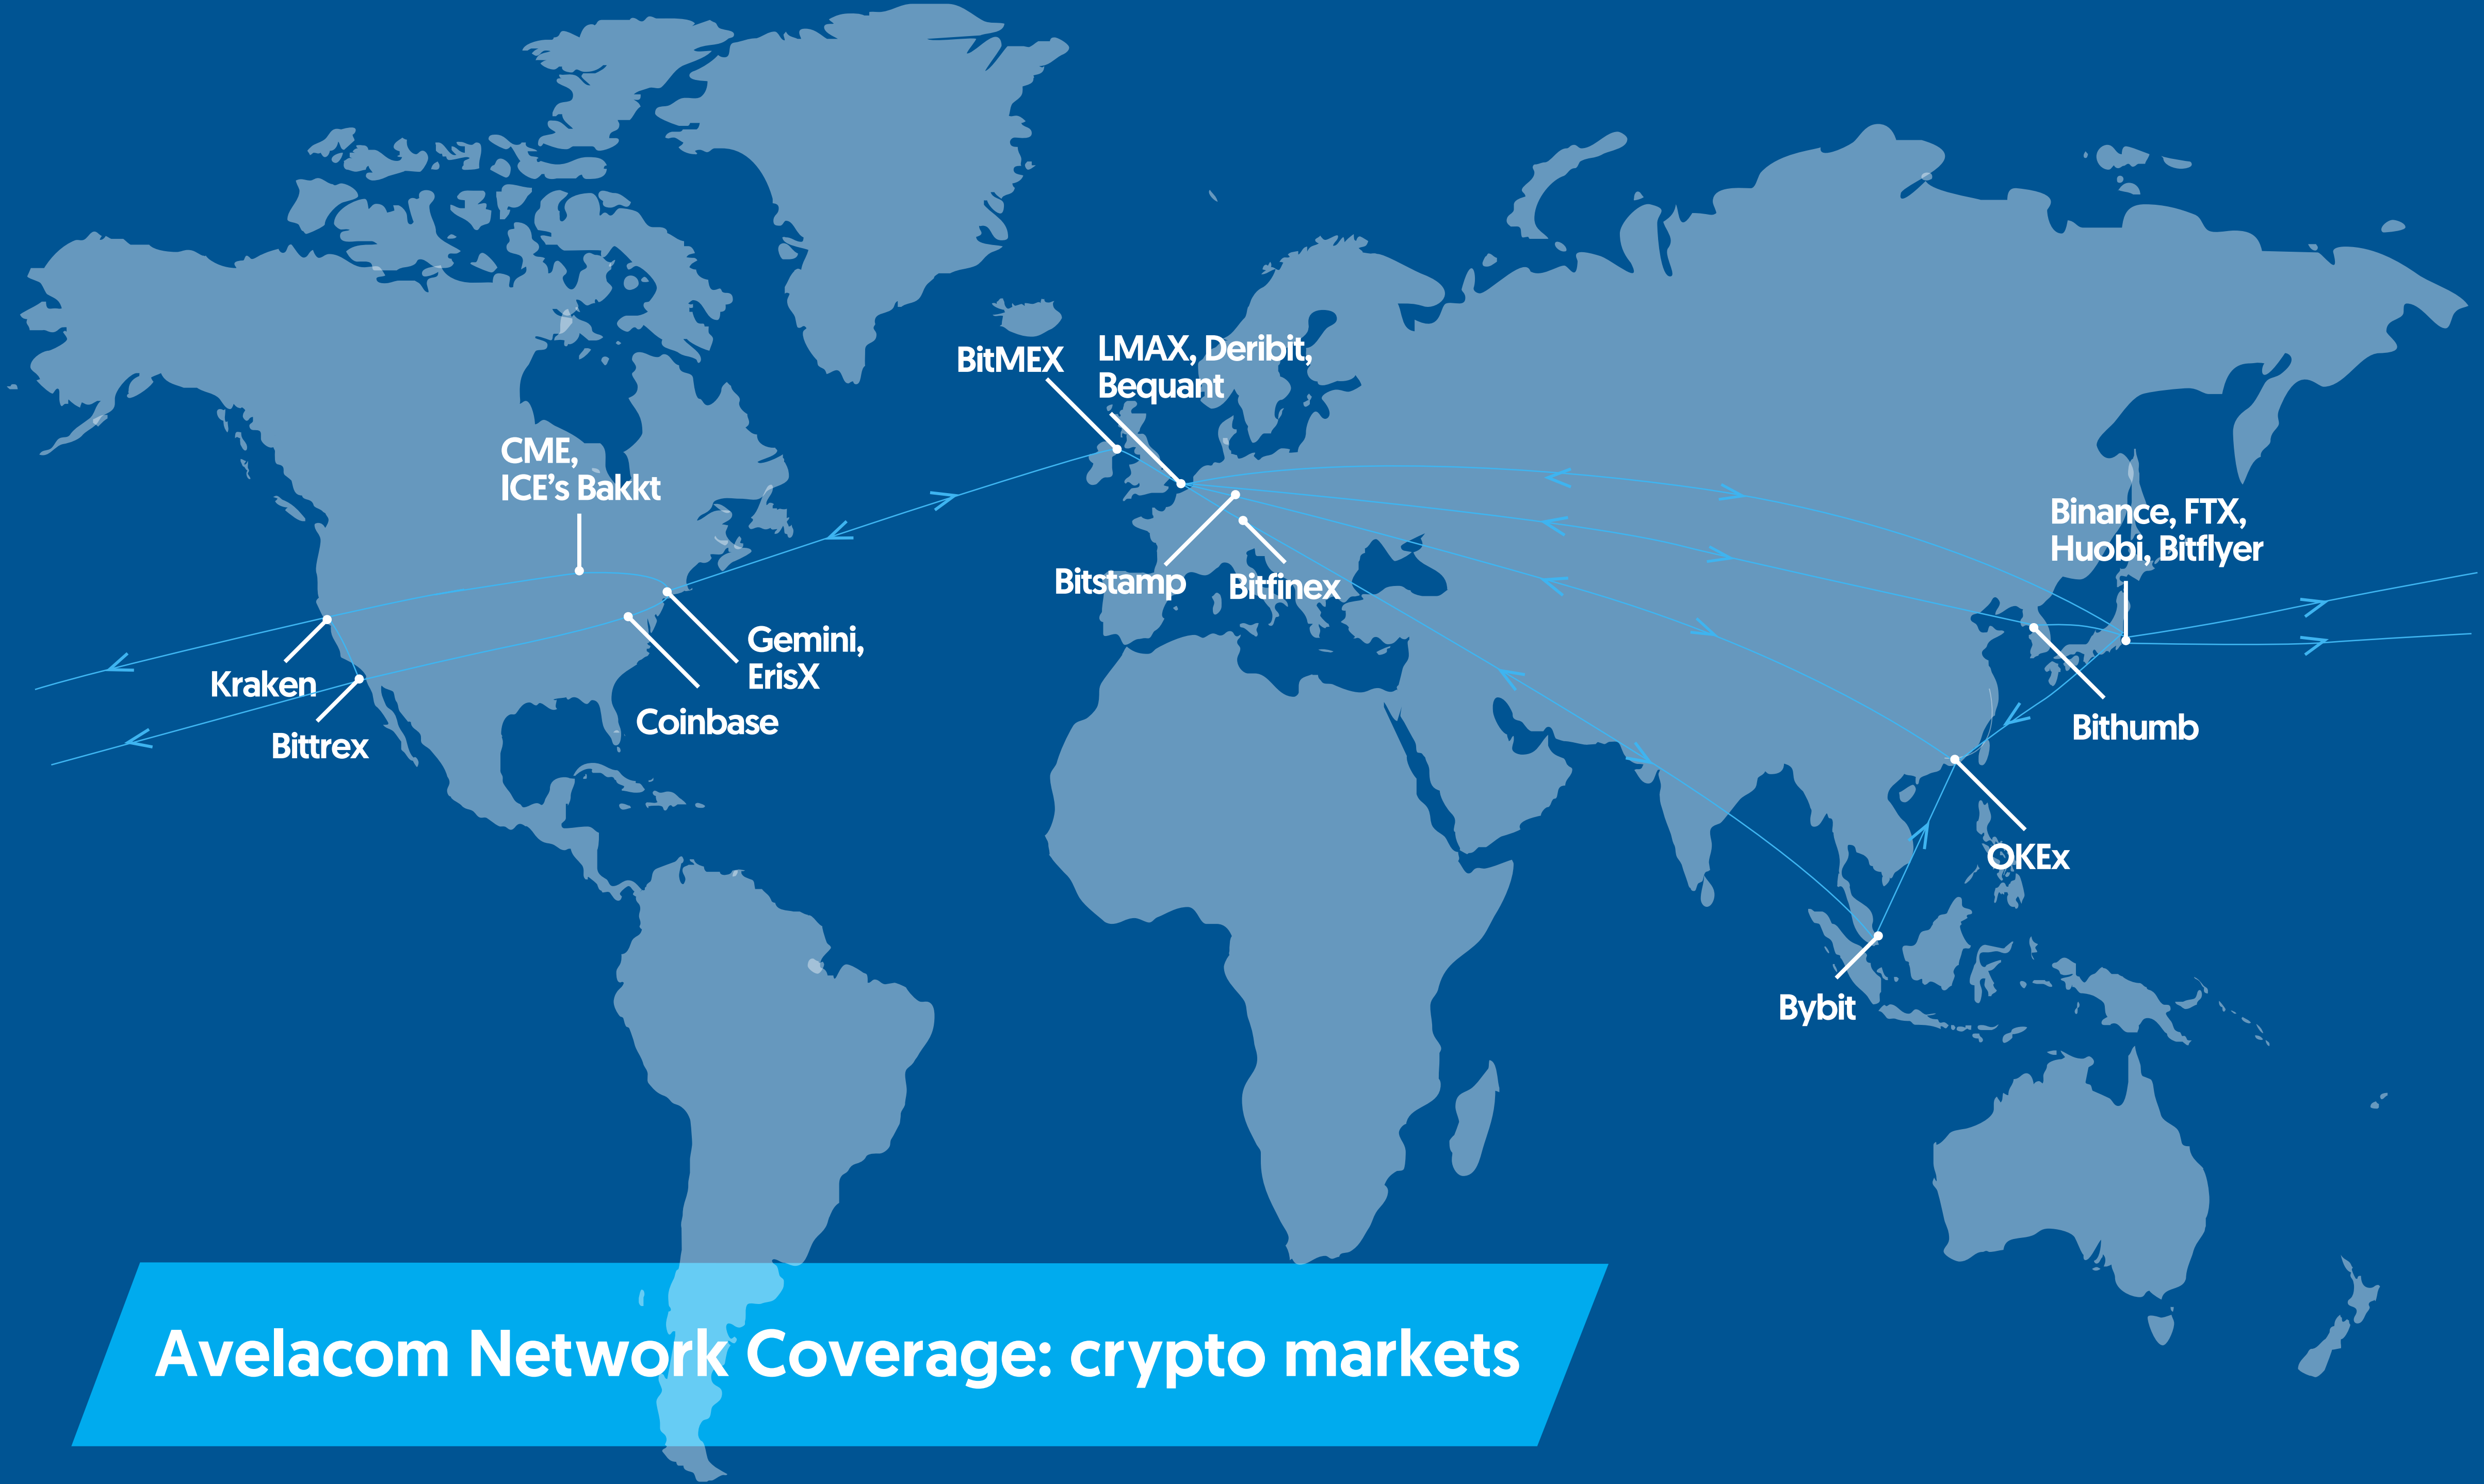 BitMEX
LMAX, Deribit,
Bequant
CME,
ICE’s Bakkt
Binance, FTX,
Huobi, Bitflyer
Bitstamp
Bitfinex
Gemini,
ErisX
Kraken
Coinbase
Bittrex
Bithumb
OKEx
Bybit
Avelacom Network Coverage: crypto markets